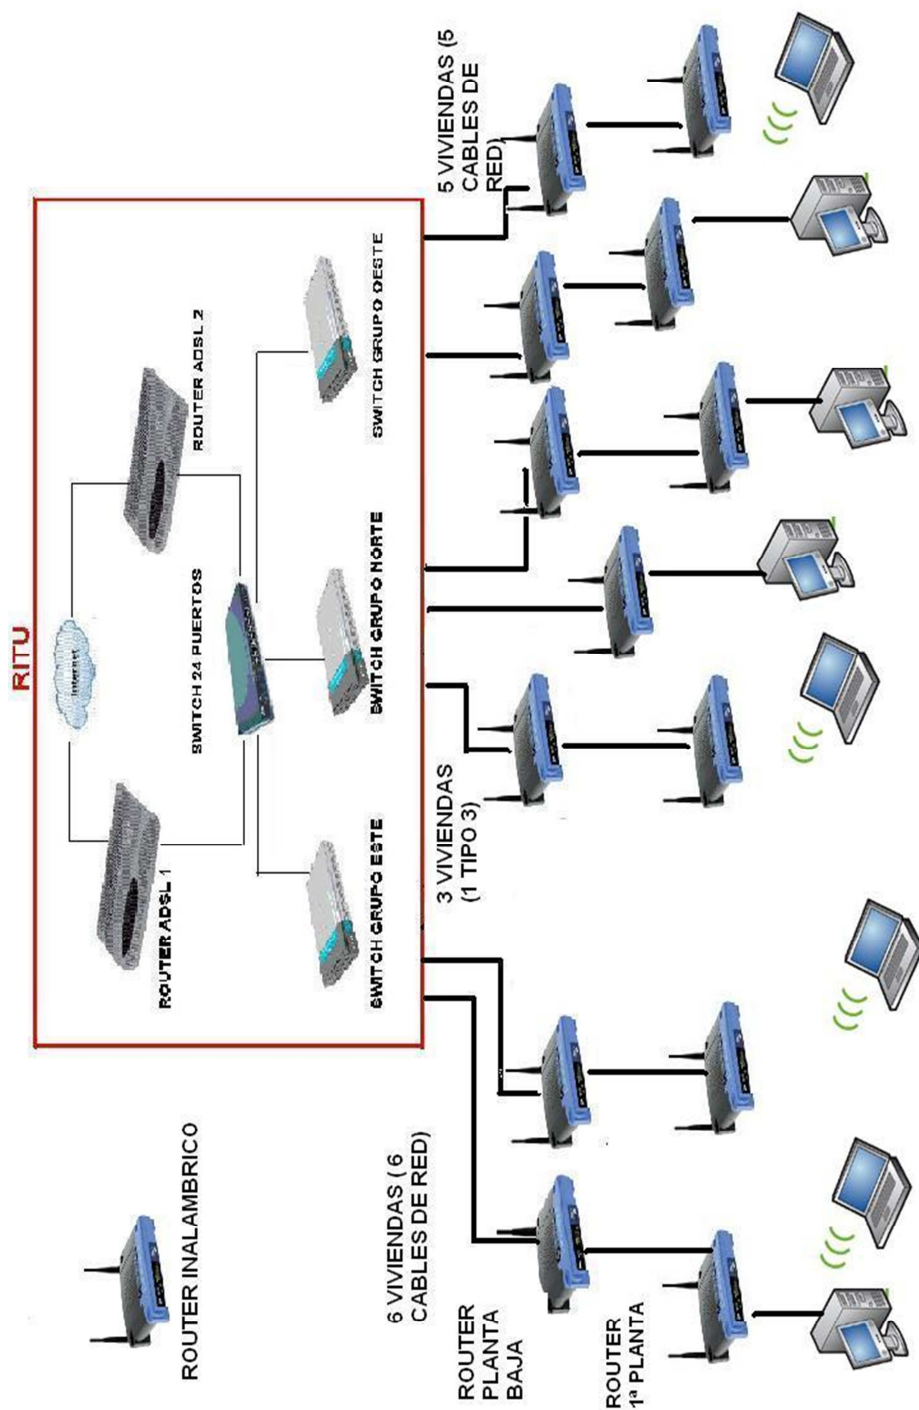 RITU
Internet
ROUTER ADSL 1
ROUTER ADSL 2
SWITCH 24 PUERTOS
SWITCH GRUPO ESTE
SWITCH GRUPO NORTE
SWITCH GRUPO OESTE
ROUTER INALAMBRICO
6 VIVIENDAS ( 6
CABLES DE RED)
3 VIVIENDAS
(1 TIPO 3)
5 VIVIENDAS (5
CABLES DE
RED)
ROUTER
PLANTA
BAJA
ROUTER
1ª PLANTA